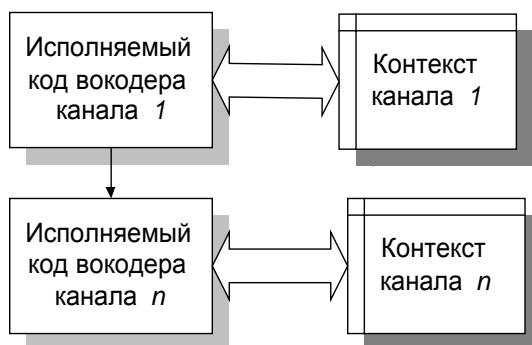 Исполняемый
код вокодера
канала 1
Контекст
канала 1
Исполняемый
код вокодера
канала n
Контекст
канала n